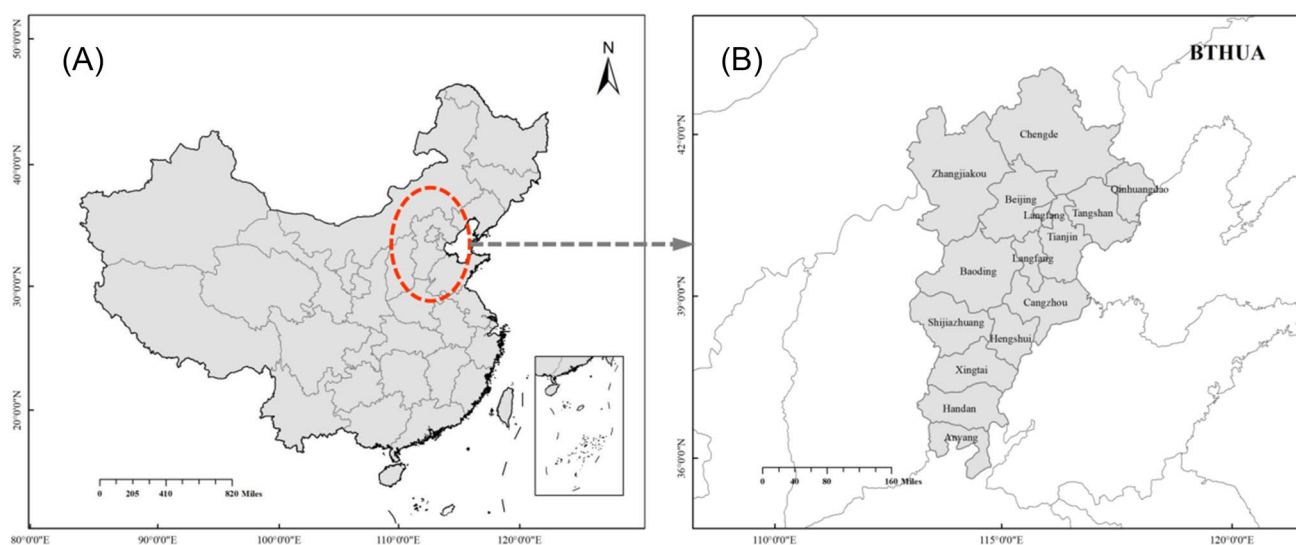 (A)
N
50°0'0"N
40°0'0"N
30°0'0"N
20°0'0"N
0 205 410 820 Miles
80°0'0"E 90°0'0"E 100°0'0"E 110°0'0"E 120°0'0"E
(B)
BTHUA
42°0'0"N
39°0'0"N
36°0'0"N
Chengde
Zhangjiakou
Qinhuangdao
Beijing
Langfang
Tangshan
Tianjin
Langfang
Baoding
Cangzhou
Shijiazhuang
Hengshui
Xingtai
Handan
Anyang
0 40 80 160 Miles
110°0'0"E 115°0'0"E 120°0'0"E